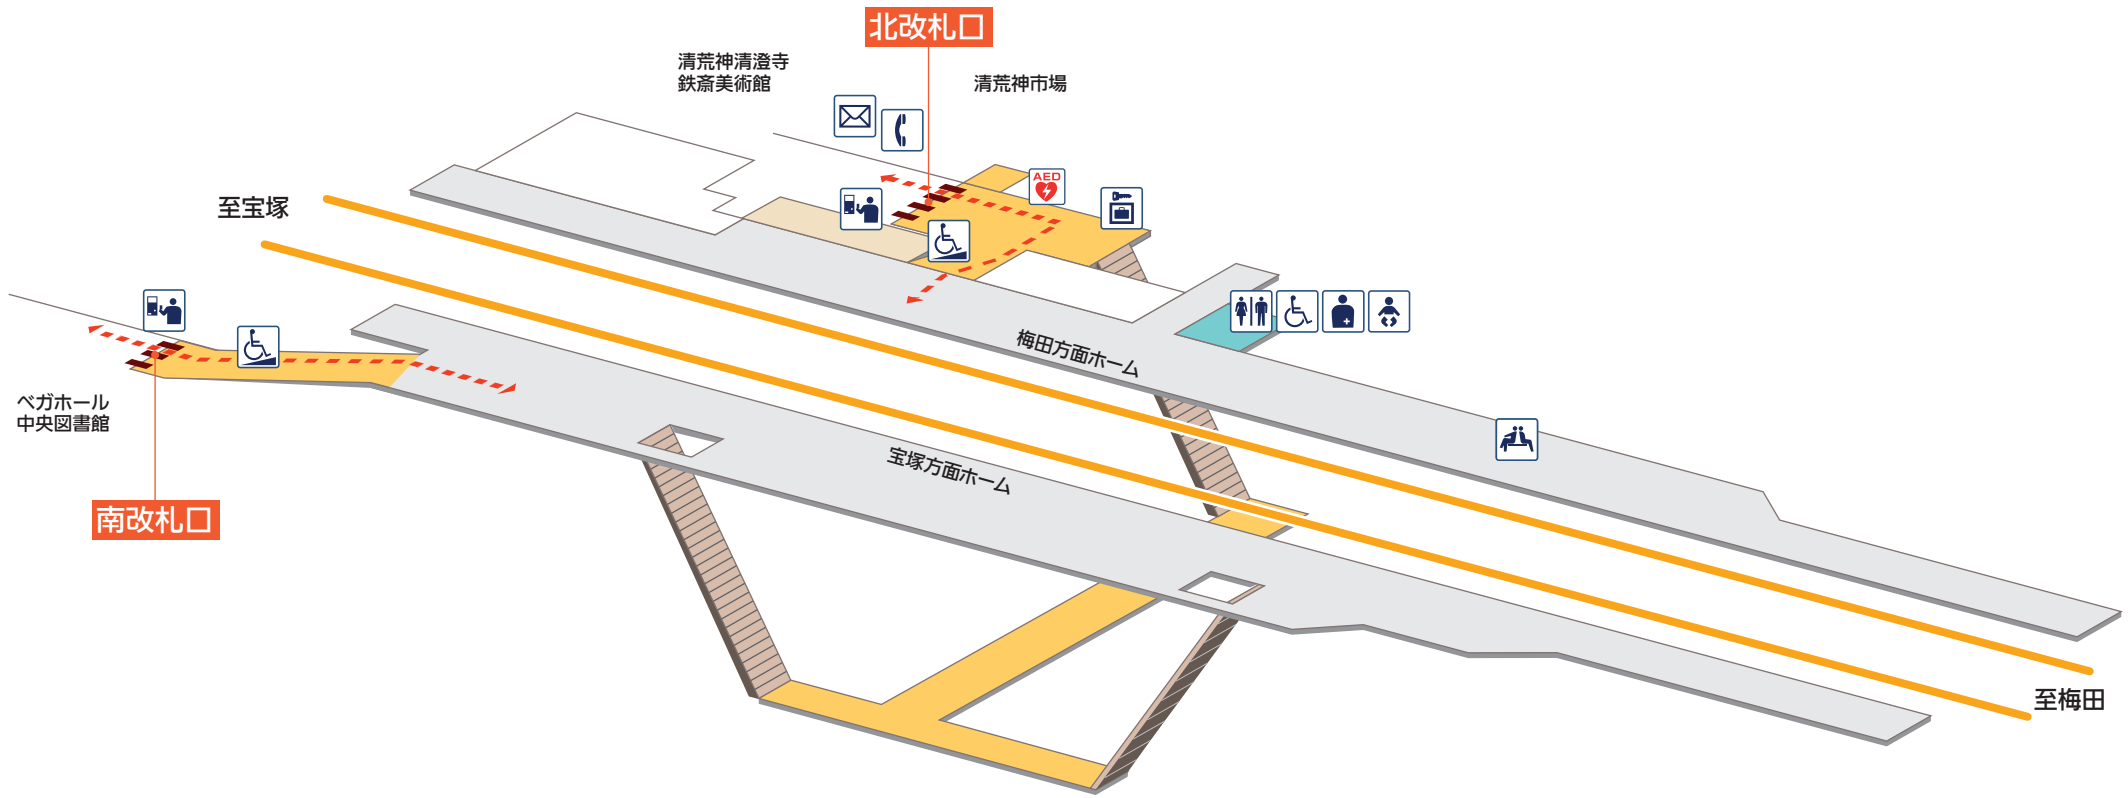 北改札口
清荒神清澄寺
鉄斎美術館
清荒神市場
AED
至宝塚
梅田方面ホーム
ベガホール
中央図書館
宝塚方面ホーム
南改札口
至梅田